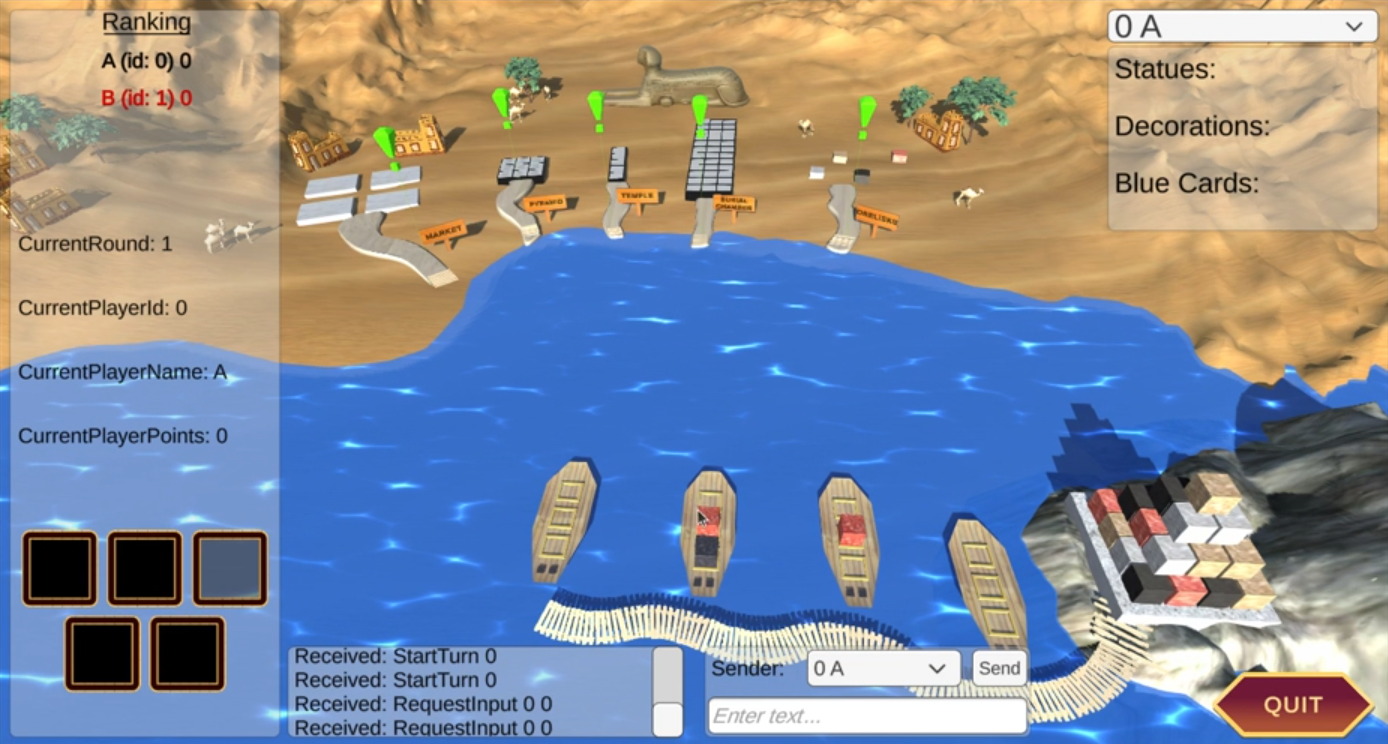 Ranking
A (id: 0) 0
B (id: 1) 0
CurrentRound: 1
CurrentPlayerId: 0
CurrentPlayerName: A
CurrentPlayerPoints: 0
0 A
Statues:
Decorations:
Blue Cards:
MARKET
PYRAMID
TEMPLE
BURIAL
CHAMBER
OBELISKS
Received: StartTurn 0
Received: StartTurn 0
Received: RequestInput 0 0
Received: RequestInput 0 0
Sender:
0 A
Send
Enter text...
QUIT